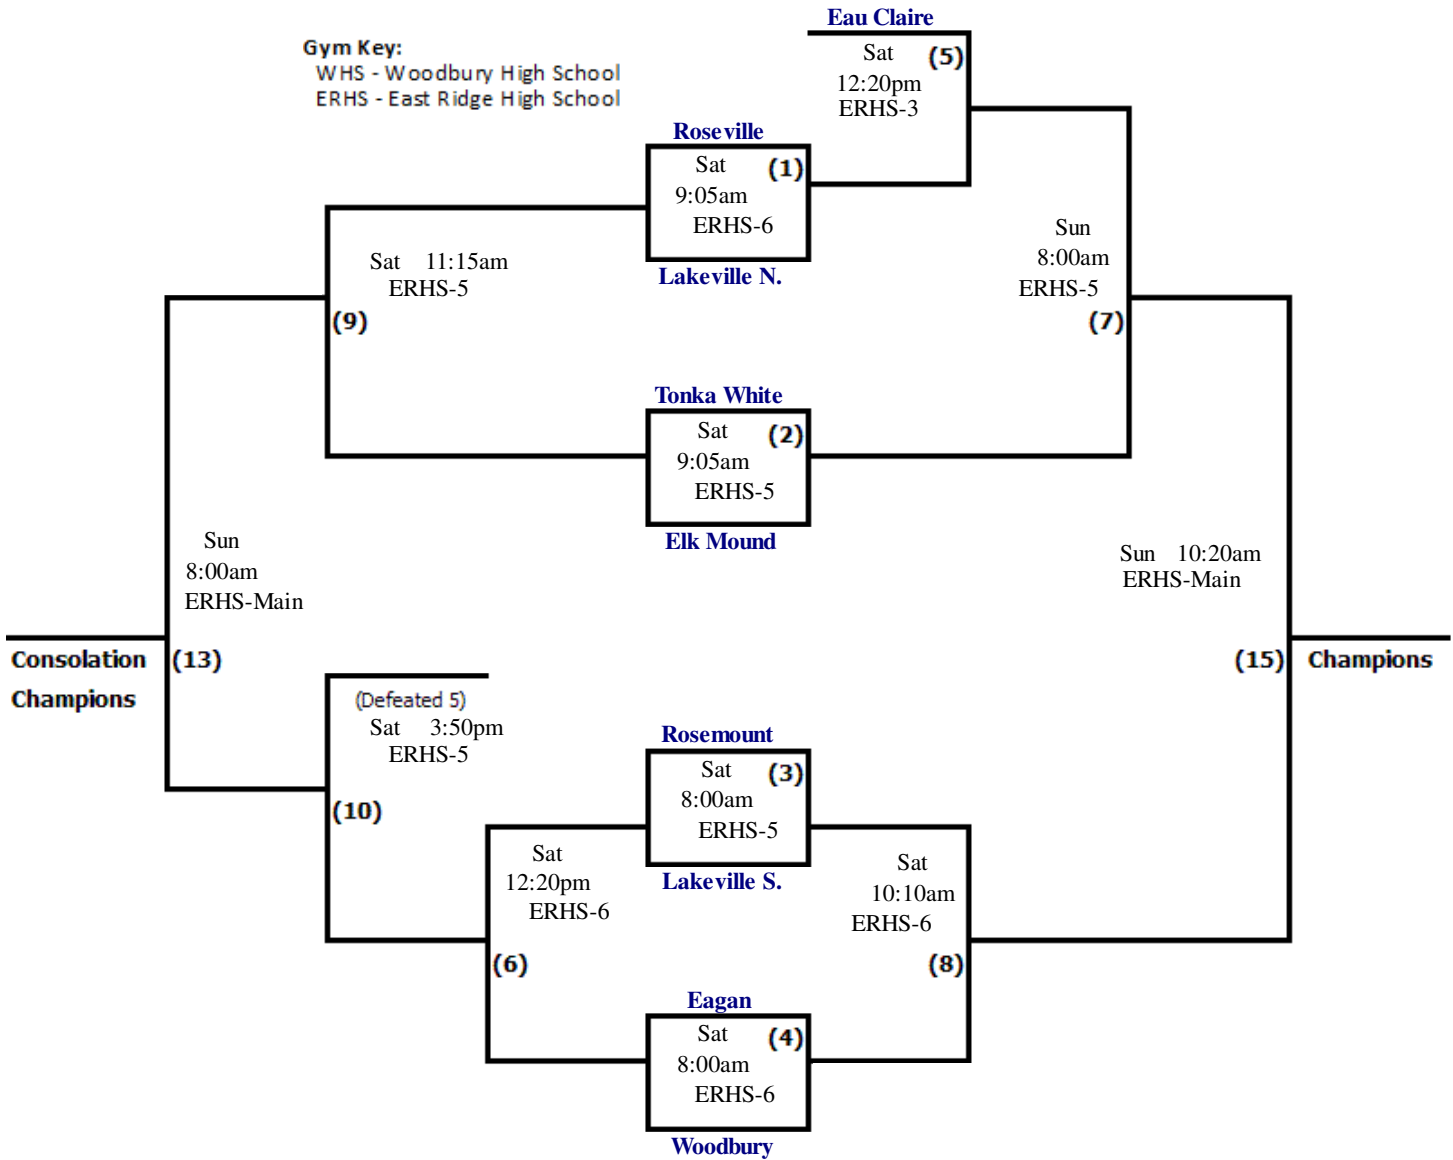 Eau Claire
Gym Key:
WHS - Woodbury High School
ERHS - East Ridge High School
Sat
(5)
12:20pm
ERHS-3
Roseville
Sat
(1)
9:05am
ERHS-6
Lakeville N.
Sat 11:15am
ERHS-5
(9)
Sun
8:00am
ERHS-5
(7)
Tonka White
Sat
(2)
9:05am
ERHS-5
Elk Mound
Sun
8:00am
ERHS-Main
Sun 10:20am
ERHS-Main
Consolation
Champions
(13)
(15)
Champions
(Defeated 5)
Sat 3:50pm
ERHS-5
(10)
Rosemount
Sat
(3)
8:00am
ERHS-5
Lakeville S.
Sat
12:20pm
ERHS-6
(6)
Sat
10:10am
ERHS-6
(8)
Eagan
Sat
(4)
8:00am
ERHS-6
Woodbury